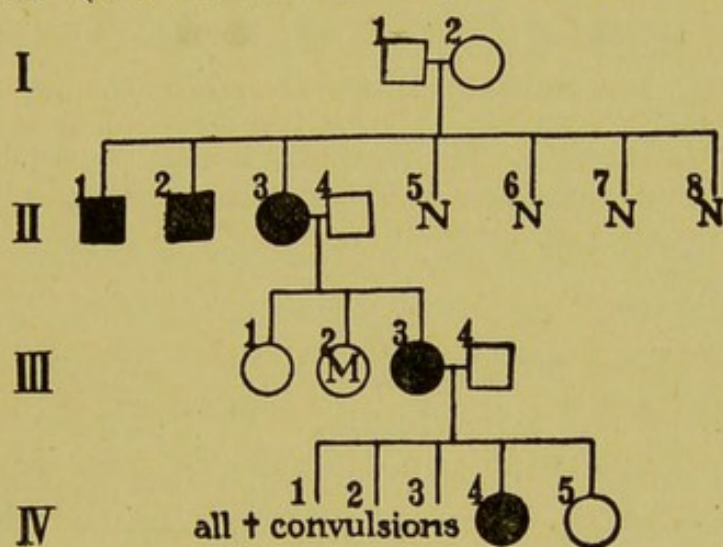 I 1 2
II 1 2 3 4 5 N 6 N 7 N 8 N
III 1 2 M 3 4
IV 1 2 3 4 5
all † convulsions